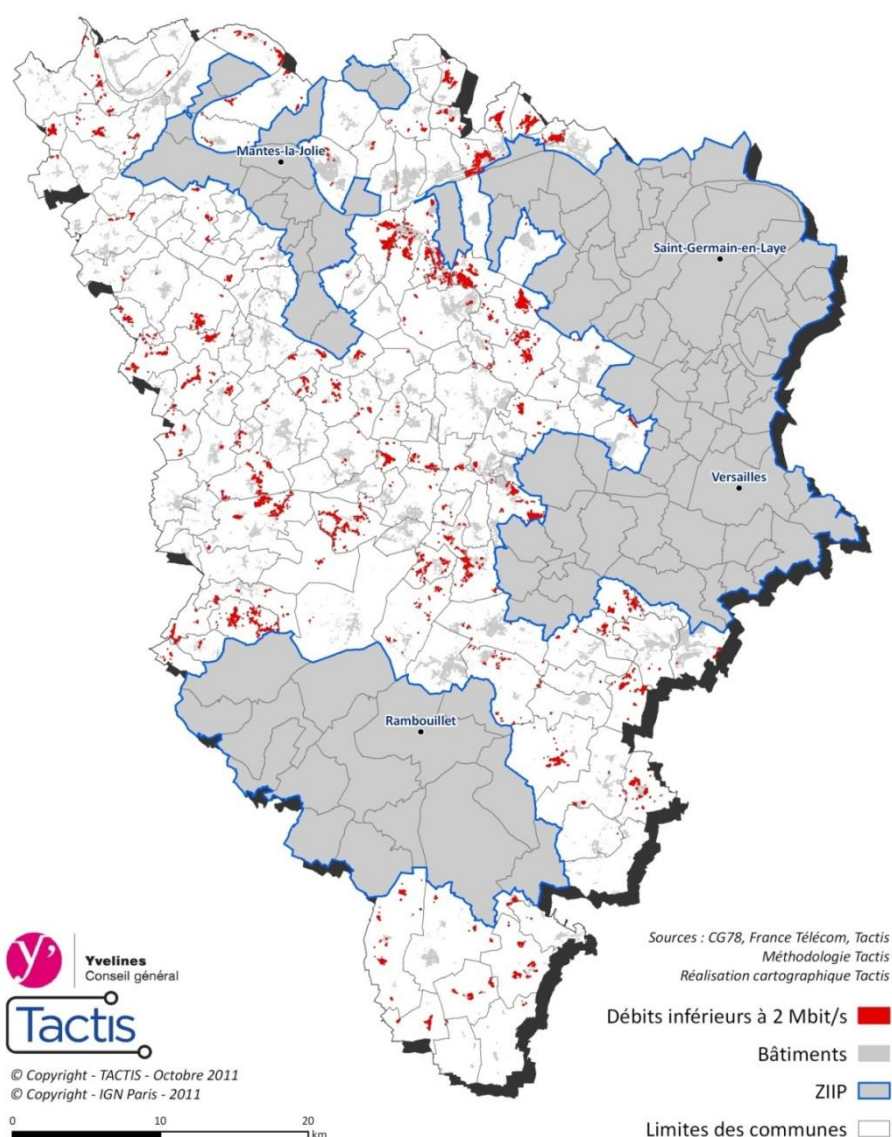 Mantes-la-Jolie
Saint-Germain-en-Laye
Versailles
Rambouillet
y'
Yvelines
Conseil général
Tactis
© Copyright - TACTIS - Octobre 2011
© Copyright - IGN Paris - 2011
0 10 20
km
Sources : CG78, France Télécom, Tactis
Méthodologie Tactis
Réalisation cartographique Tactis
Débits inférieurs à 2 Mbit/s
Bâtiments
ZIIP
Limites des communes